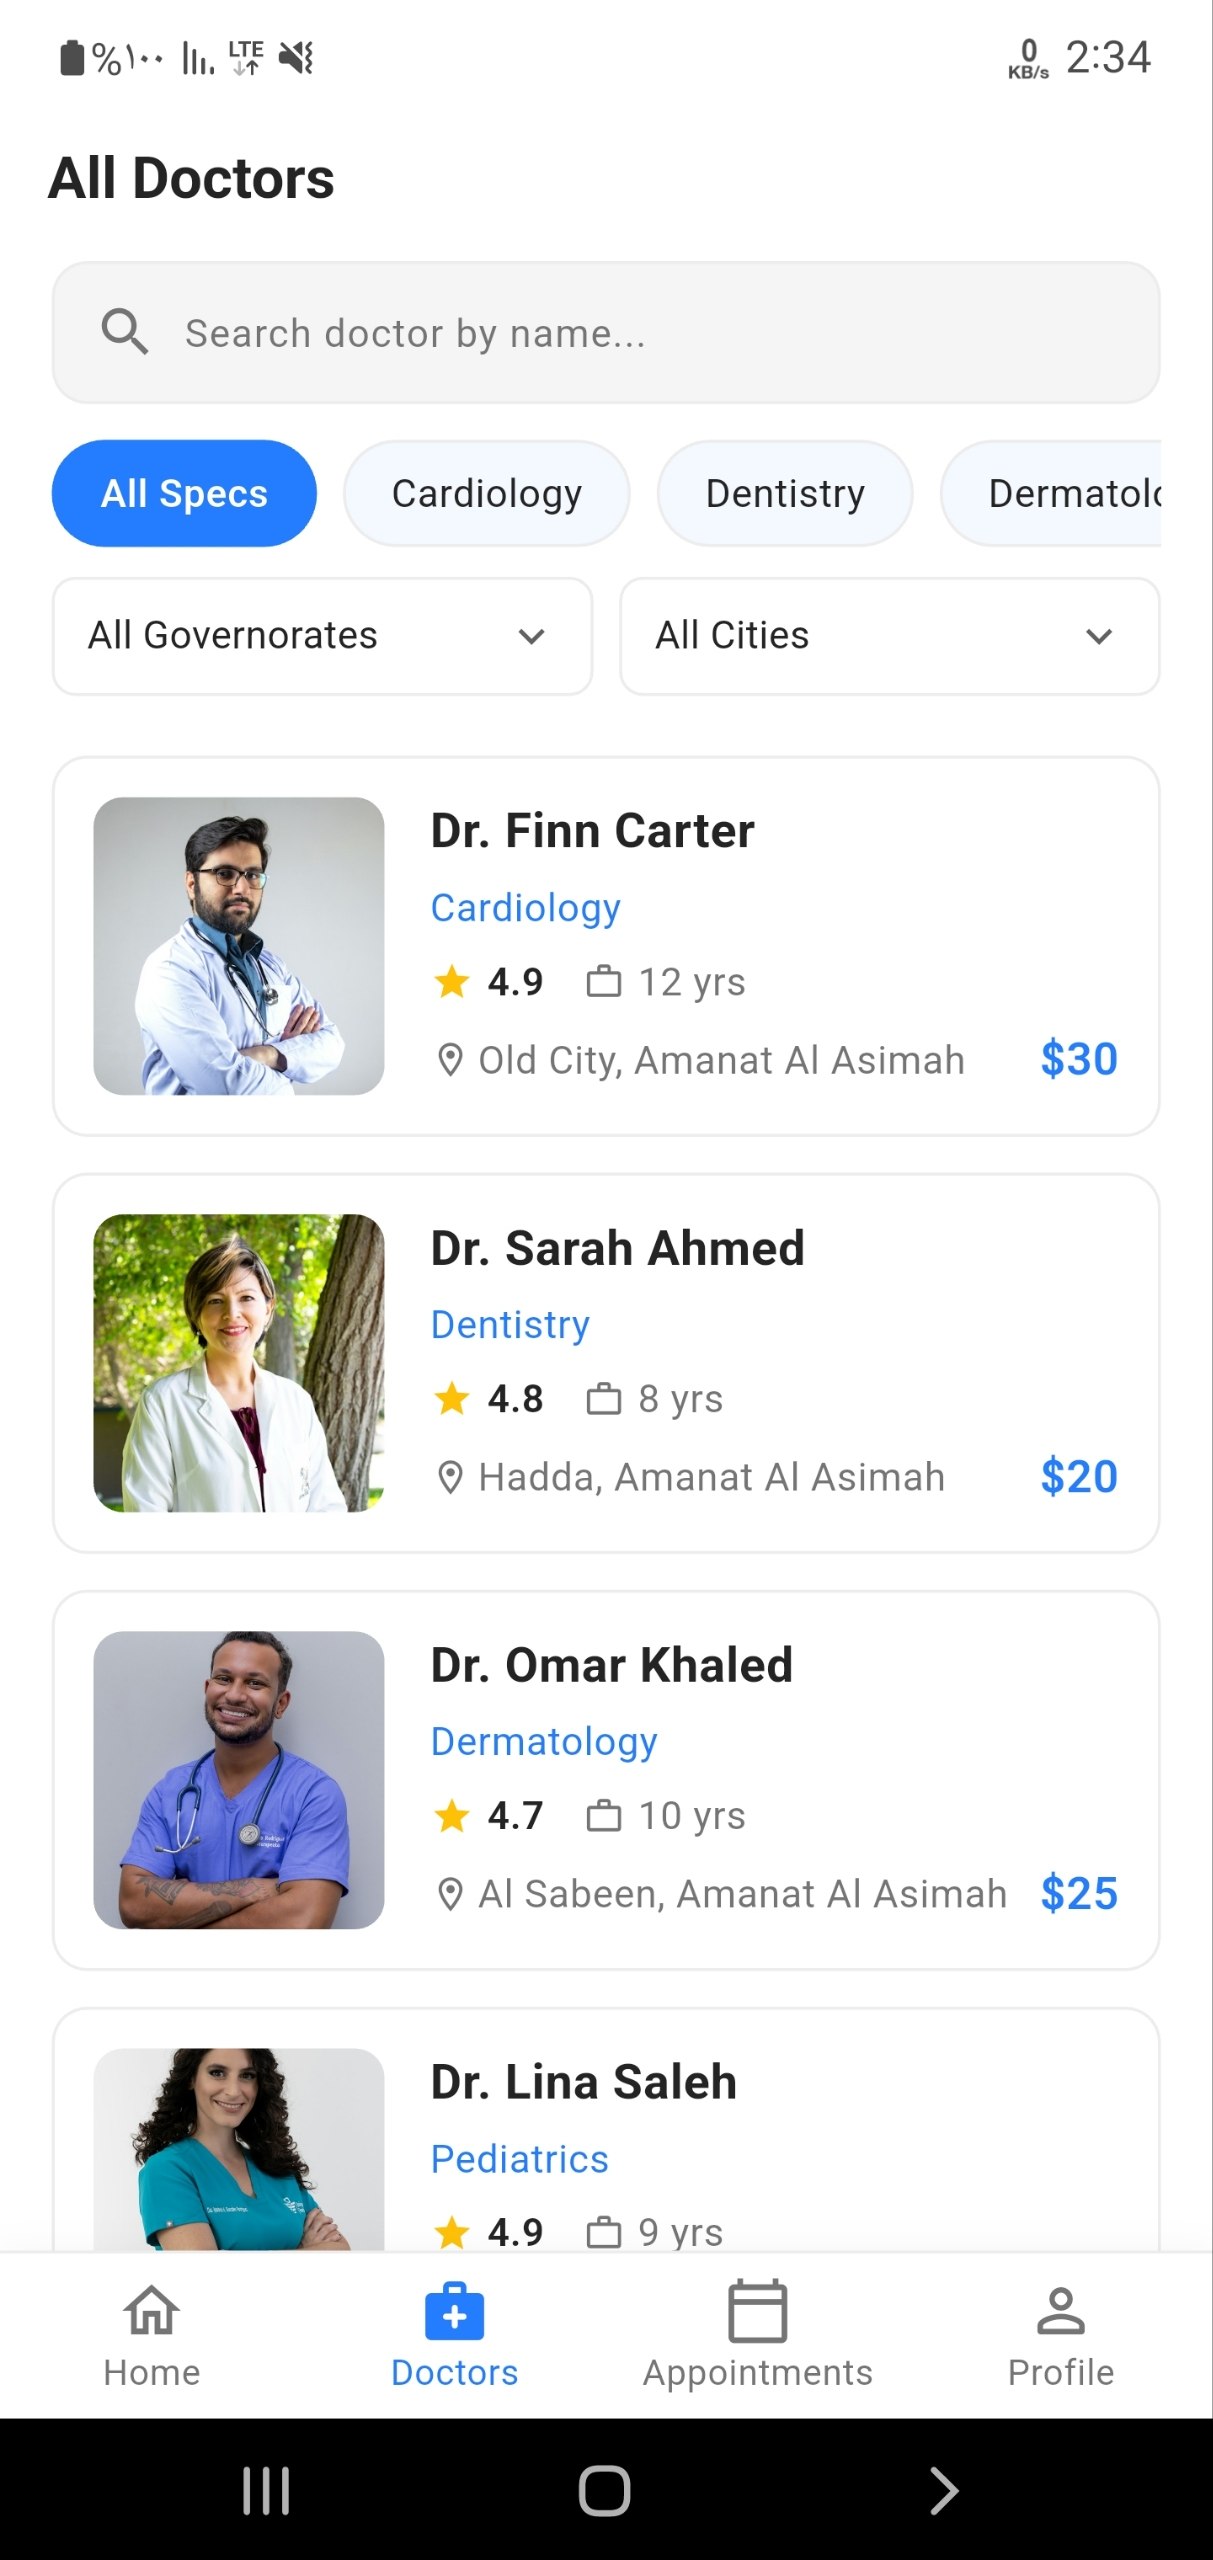 %١٠٠ LTE 0 KB/s 2:34
All Doctors
Search doctor by name...
All Specs Cardiology Dentistry Dermatolo
All Governorates All Cities
Dr. Finn Carter
Cardiology
4.9 12 yrs
Old City, Amanat Al Asimah $30
Dr. Sarah Ahmed
Dentistry
4.8 8 yrs
Hadda, Amanat Al Asimah $20
Dr. Omar Khaled
Dermatology
4.7 10 yrs
Al Sabeen, Amanat Al Asimah $25
Dr. Lina Saleh
Pediatrics
4.9 9 yrs
Home Doctors Appointments Profile